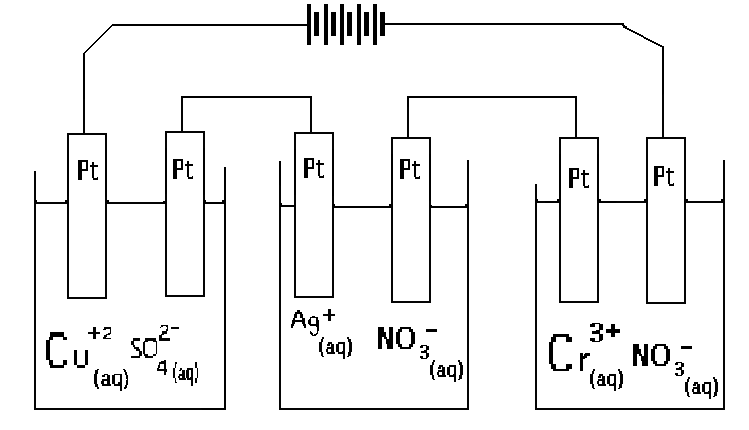 Pt Pt Pt Pt Pt Pt
Cu+2(aq) SO42-(aq)
Ag+(aq) NO3-(aq)
Cr3+(aq) NO3-(aq)